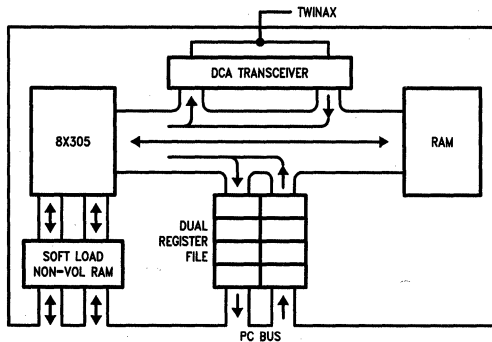 TWINAX
DCA TRANSCEIVER
8X305
RAM
DUAL
REGISTER
FILE
SOFT LOAD
NON-VOL RAM
PC BUS